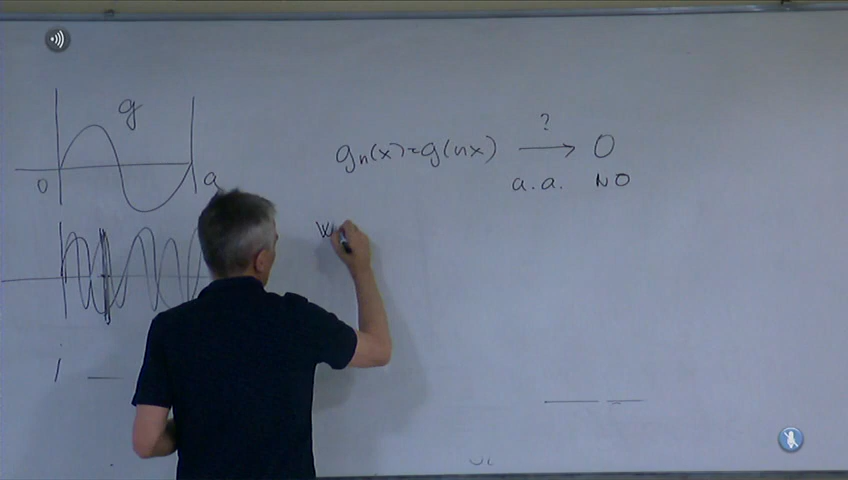 g
0 a
gn(x)=g(nx) ? → 0
a.a. NO
W